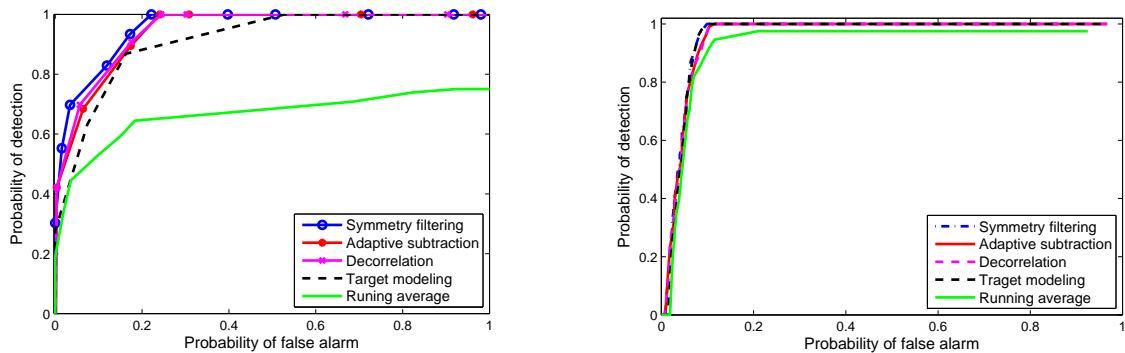 1
0.8
0.6
0.4
0.2
0
0 0.2 0.4 0.6 0.8 1
Probability of detection
Probability of false alarm
Symmetry filtering
Adaptive subtraction
Decorrelation
Tatget modeling
Runing average
1
0.8
0.6
0.4
0.2
0
0 0.2 0.4 0.6 0.8 1
Probability of detection
Probability of false alarm
Symmetry filtering
Adaptive subtraction
Decorrelation
Traget modeling
Running average